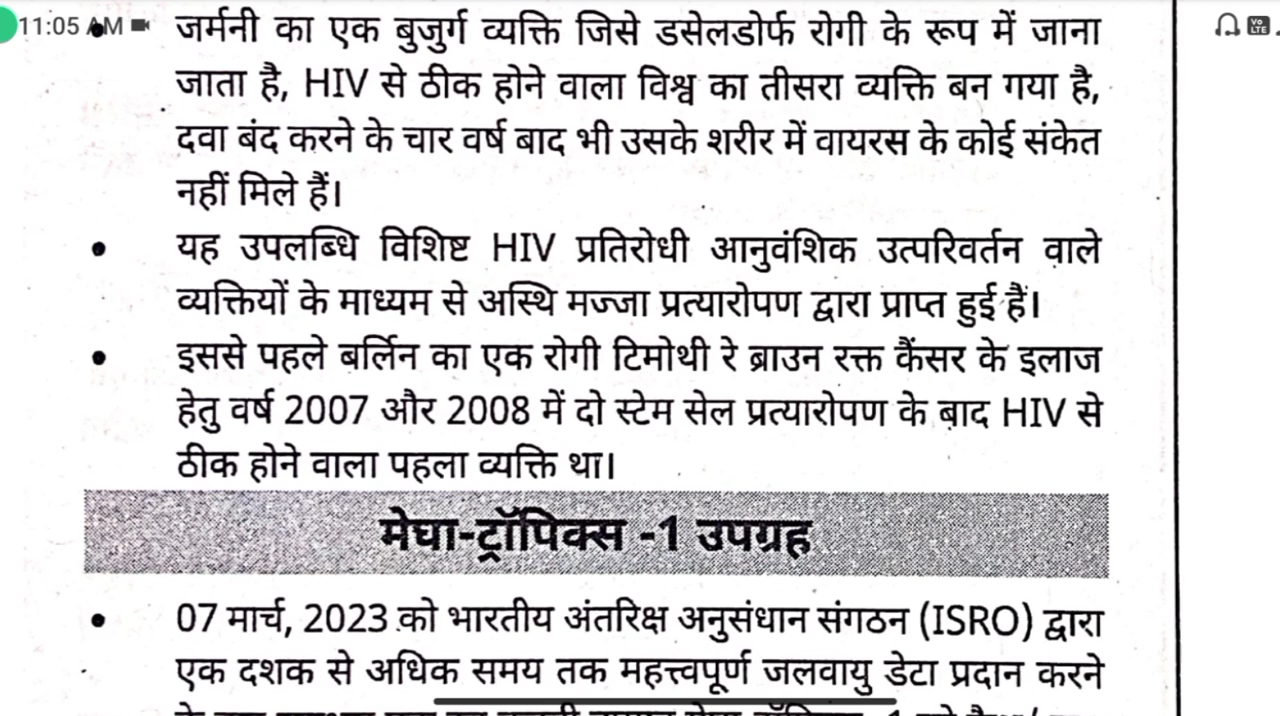 11:05 AM
Vo
LTE
जर्मनी का एक बुजुर्ग व्यक्ति जिसे डसेलडोर्फ रोगी के रूप में जाना
जाता है, HIV से ठीक होने वाला विश्व का तीसरा व्यक्ति बन गया है,
दवा बंद करने के चार वर्ष बाद भी उसके शरीर में वायरस के कोई संकेत
नहीं मिले हैं।
• यह उपलब्धि विशिष्ट HIV प्रतिरोधी आनुवंशिक उत्परिवर्तन वाले
व्यक्तियों के माध्यम से अस्थि मज्जा प्रत्यारोपण द्वारा प्राप्त हुई हैं।
• इससे पहले बर्लिन का एक रोगी टिमोथी रे ब्राउन रक्त कैंसर के इलाज
हेतु वर्ष 2007 और 2008 में दो स्टेम सेल प्रत्यारोपण के बाद HIV से
ठीक होने वाला पहला व्यक्ति था।
मेघा-ट्रॉपिक्स -1 उपग्रह
• 07 मार्च, 2023 को भारतीय अंतरिक्ष अनुसंधान संगठन (ISRO) द्वारा
एक दशक से अधिक समय तक महत्त्वपूर्ण जलवायु डेटा प्रदान करने